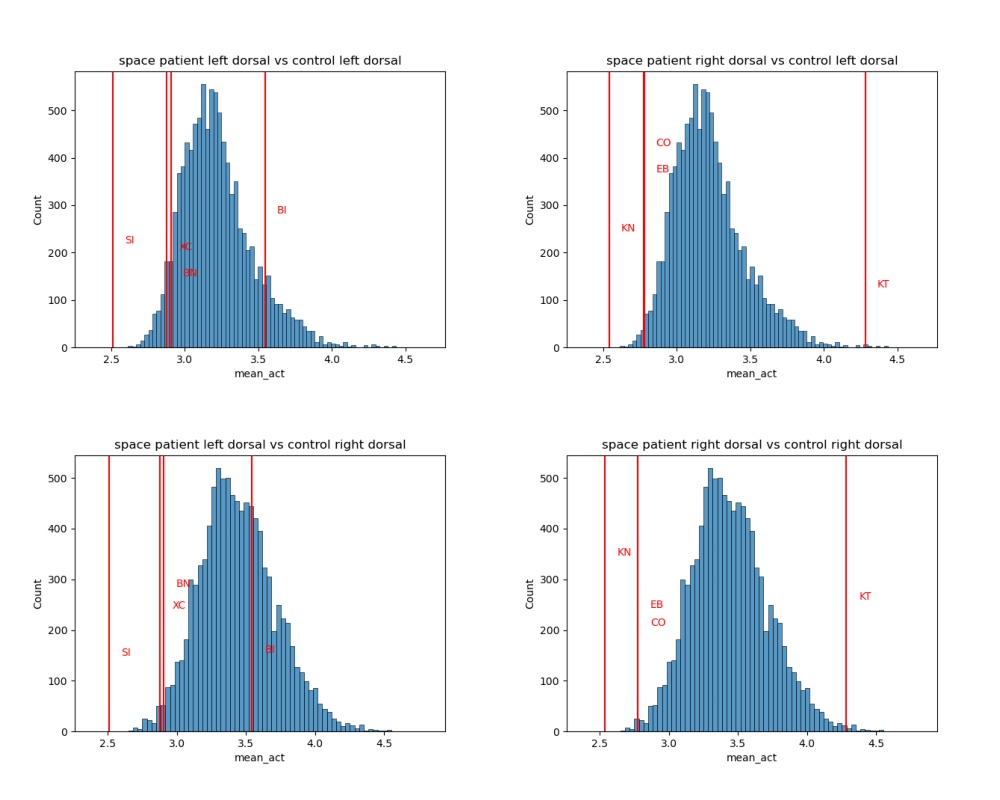 space patient left dorsal vs control left dorsal
500
400
300
200
100
0
Count
SI
XC
BN
BI
2.5 3.0 3.5 4.0 4.5
mean_act
space patient right dorsal vs control left dorsal
500
400
300
200
100
0
Count
CO
EB
KN
KT
2.5 3.0 3.5 4.0 4.5
mean_act
space patient left dorsal vs control right dorsal
500
400
300
200
100
0
Count
BN
XC
SI
BI
2.5 3.0 3.5 4.0 4.5
mean_act
space patient right dorsal vs control right dorsal
500
400
300
200
100
0
Count
KN
EB
CO
KT
2.5 3.0 3.5 4.0 4.5
mean_act